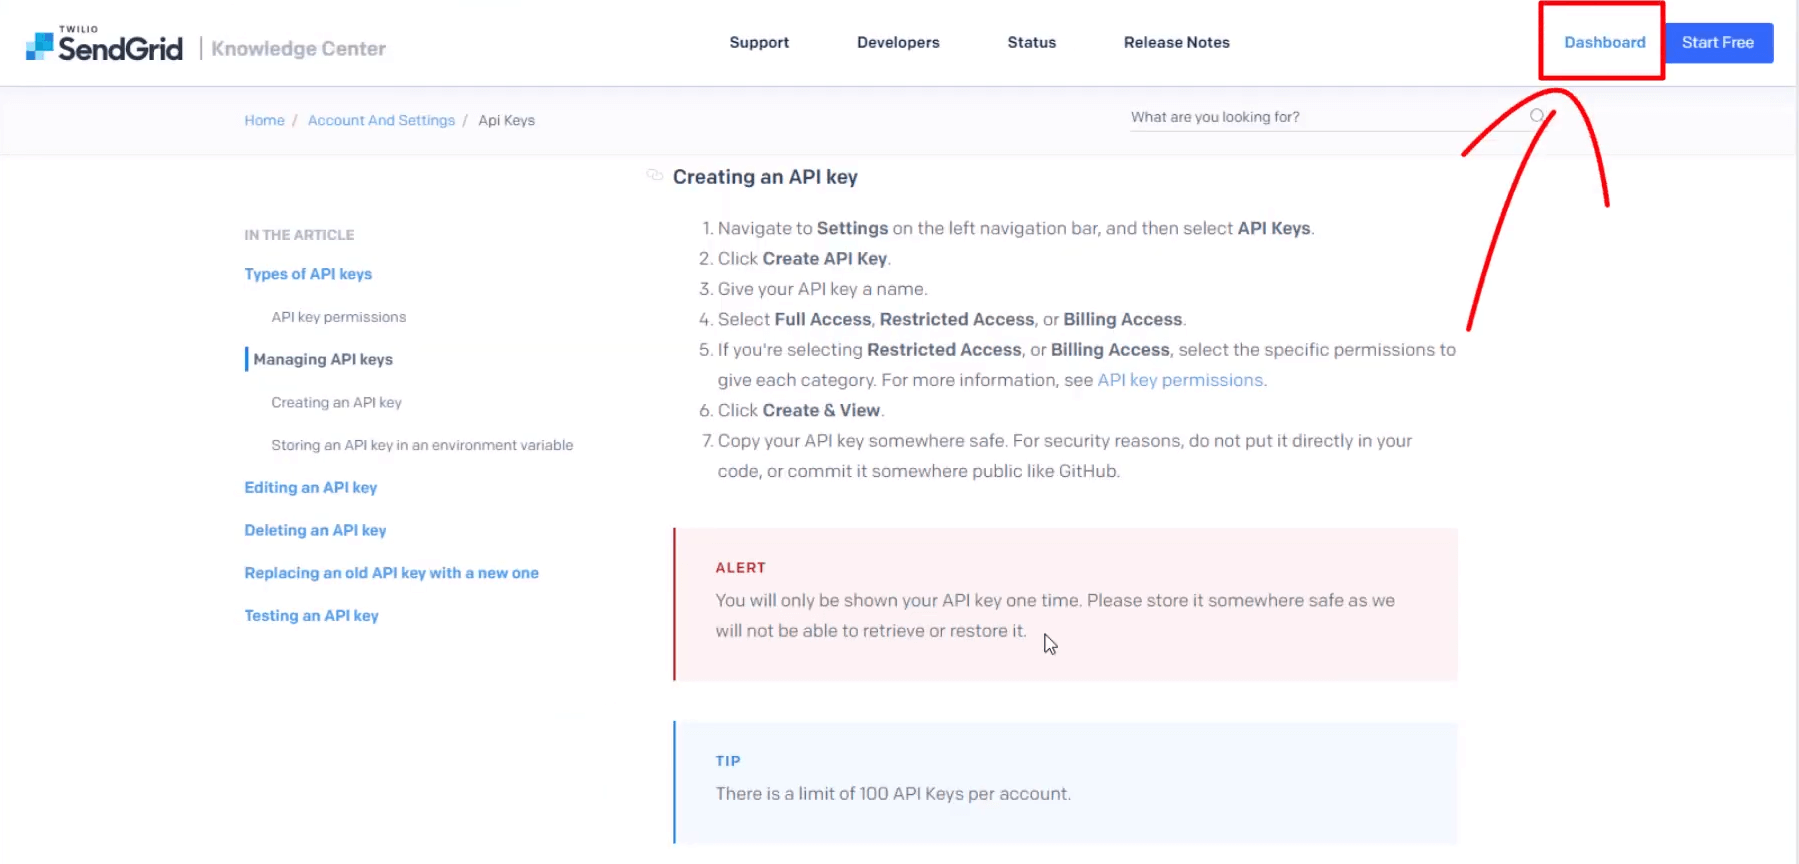 TWILIO
SendGrid | Knowledge Center
Support
Developers
Status
Release Notes
Dashboard
Start Free
Home / Account And Settings / Api Keys
What are you looking for?
IN THE ARTICLE
Types of API keys
API key permissions
Managing API keys
Creating an API key
Storing an API key in an environment variable
Editing an API key
Deleting an API key
Replacing an old API key with a new one
Testing an API key
Creating an API key
1. Navigate to Settings on the left navigation bar, and then select API Keys.
2. Click Create API Key.
3. Give your API key a name.
4. Select Full Access, Restricted Access, or Billing Access.
5. If you're selecting Restricted Access, or Billing Access, select the specific permissions to
give each category. For more information, see API key permissions.
6. Click Create & View.
7. Copy your API key somewhere safe. For security reasons, do not put it directly in your
code, or commit it somewhere public like GitHub.
ALERT
You will only be shown your API key one time. Please store it somewhere safe as we
will not be able to retrieve or restore it.
TIP
There is a limit of 100 API Keys per account.